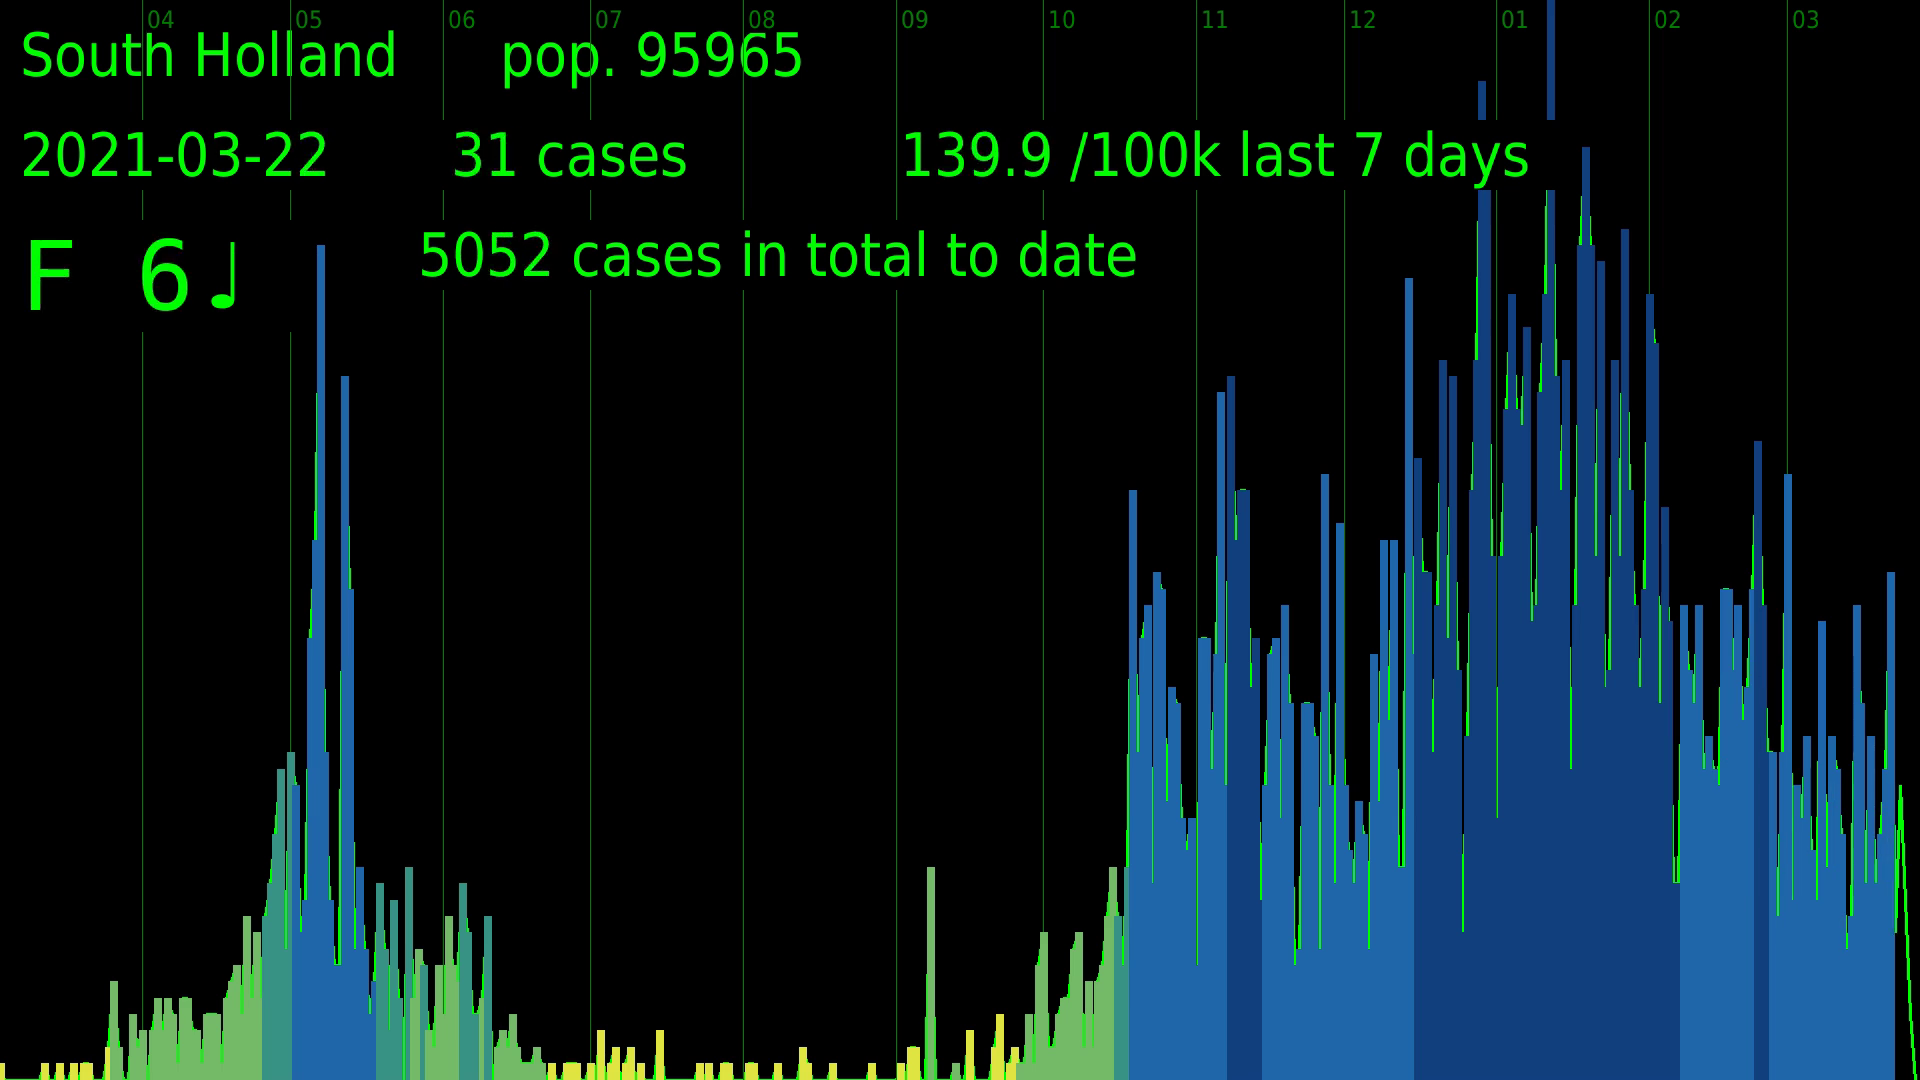 04 05 06 07 08 09 10 11 12 01 02 03
South Holland pop. 95965
2021-03-22 31 cases 139.9 /100k last 7 days
F 6♩ 5052 cases in total to date